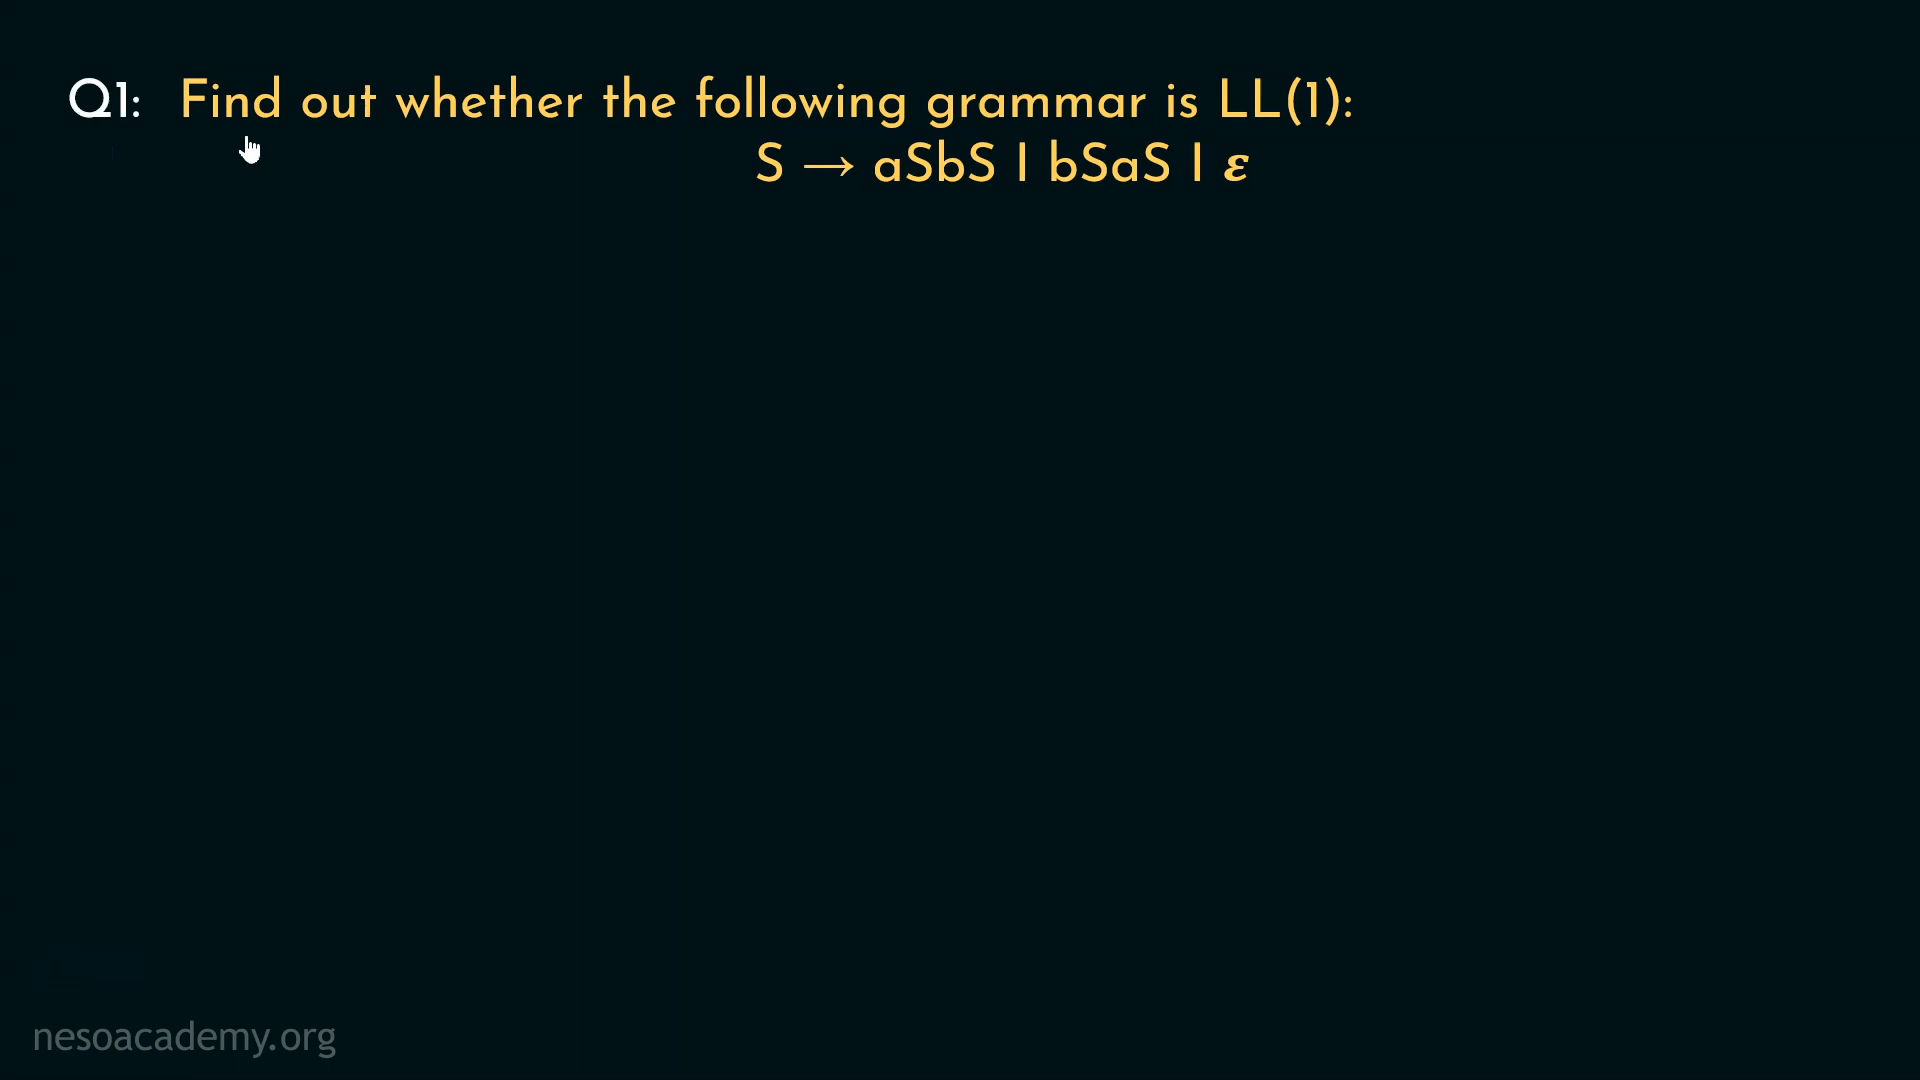 Q1: Find out whether the following grammar is LL(1):
S → aSbS | bSaS | ε
nesoacademy.org